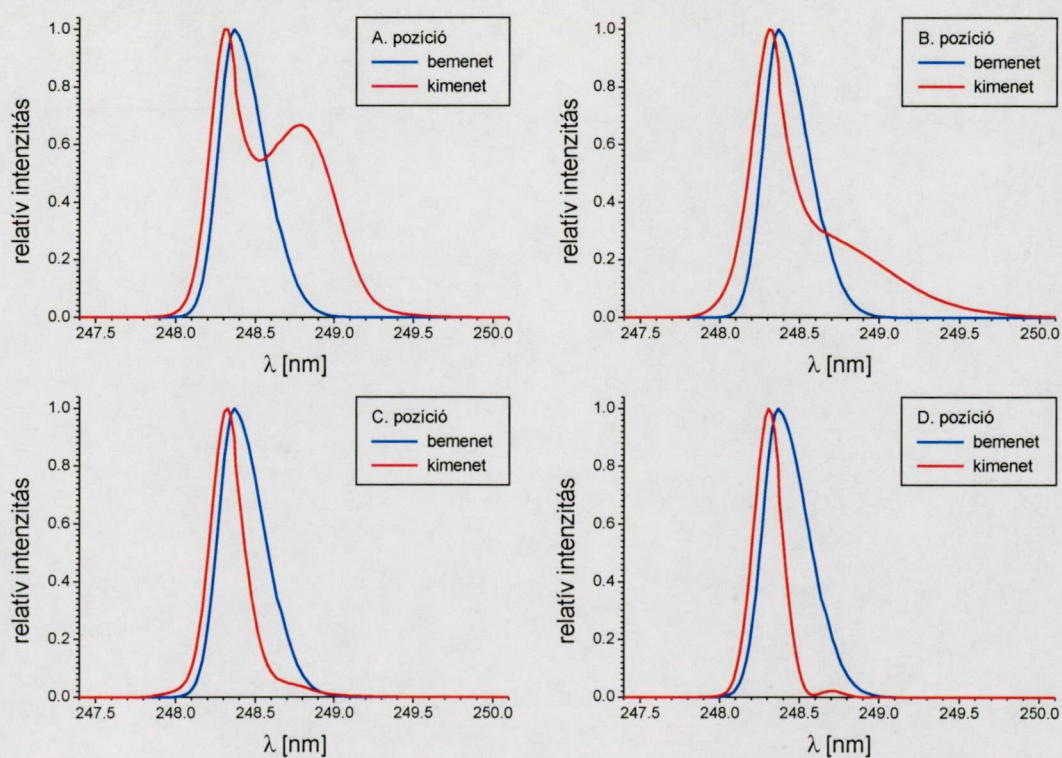 A. pozíció
bemenet
kimenet
relatív intenzitás
1.0
0.8
0.6
0.4
0.2
0.0
247.5 248.0 248.5 249.0 249.5 250.0
λ [nm]
B. pozíció
bemenet
kimenet
relatív intenzitás
1.0
0.8
0.6
0.4
0.2
0.0
247.5 248.0 248.5 249.0 249.5 250.0
λ [nm]
C. pozíció
bemenet
kimenet
relatív intenzitás
1.0
0.8
0.6
0.4
0.2
0.0
247.5 248.0 248.5 249.0 249.5 250.0
λ [nm]
D. pozíció
bemenet
kimenet
relatív intenzitás
1.0
0.8
0.6
0.4
0.2
0.0
247.5 248.0 248.5 249.0 249.5 250.0
λ [nm]